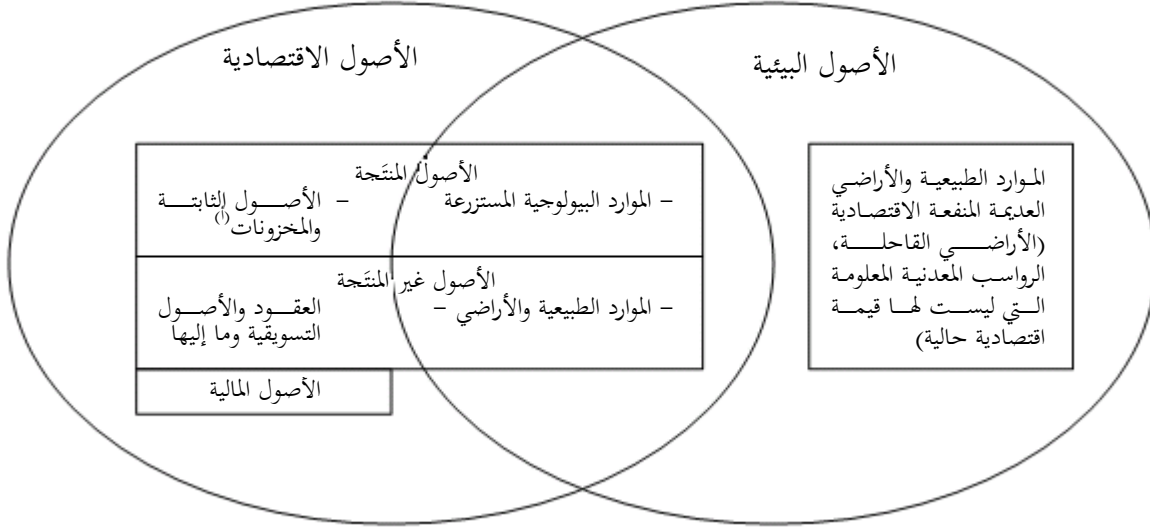 الأصول البيئية
الأصول الاقتصادية
الأصول المنتَجة
– الموارد البيولوجية المستزرعة
– الأصول الثابتة
والمخزونات(أ)
الأصول غير المنتَجة
– الموارد الطبيعية والأراضي –
العقود والأصول
التسويقية وما إليها
الأصول المالية
الموارد الطبيعية والأراضي
العديمة المنفعة الاقتصادية
(الأراضي القاحلة،
الرواسب المعدنية المعلومة
التي ليست لها قيمة
اقتصادية حالية)